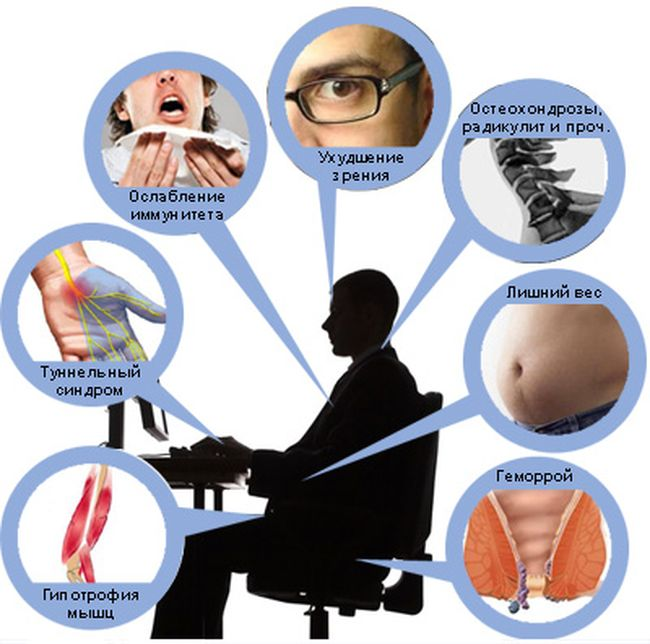 Ухудшение
зрения
Остеохондрозы,
радикулит и проч.
Ослабление
иммунитета
Лишний вес
Туннельный
синдром
Геморрой
Гипотрофия
мышц